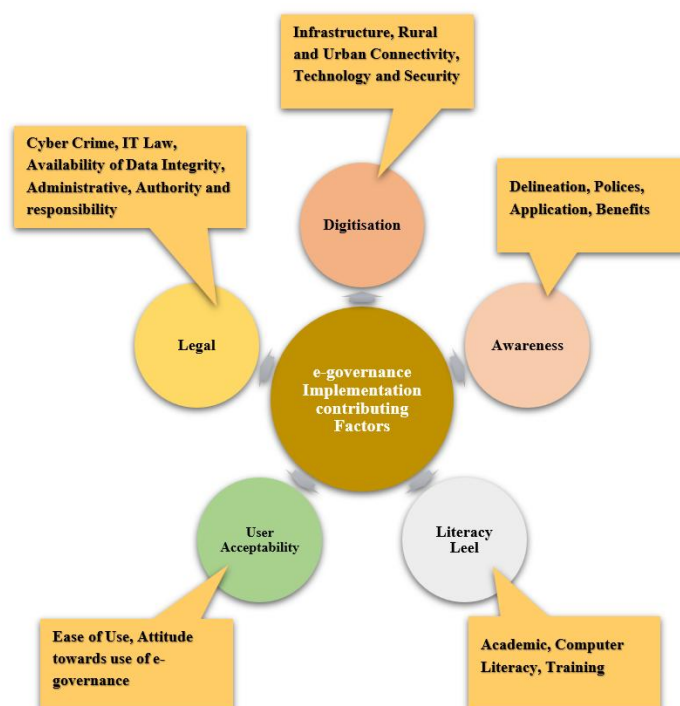 Infrastructure, Rural
and Urban Connectivity,
Technology and Security
Cyber Crime, IT Law,
Availability of Data Integrity,
Administrative, Authority and
responsibility
Delineation, Polices,
Application, Benefits
Digitisation
Legal
Awareness
e-governance
Implementation
contributing
Factors
User
Acceptability
Literacy
Leel
Ease of Use, Attitude
towards use of e-
governance
Academic, Computer
Literacy, Training